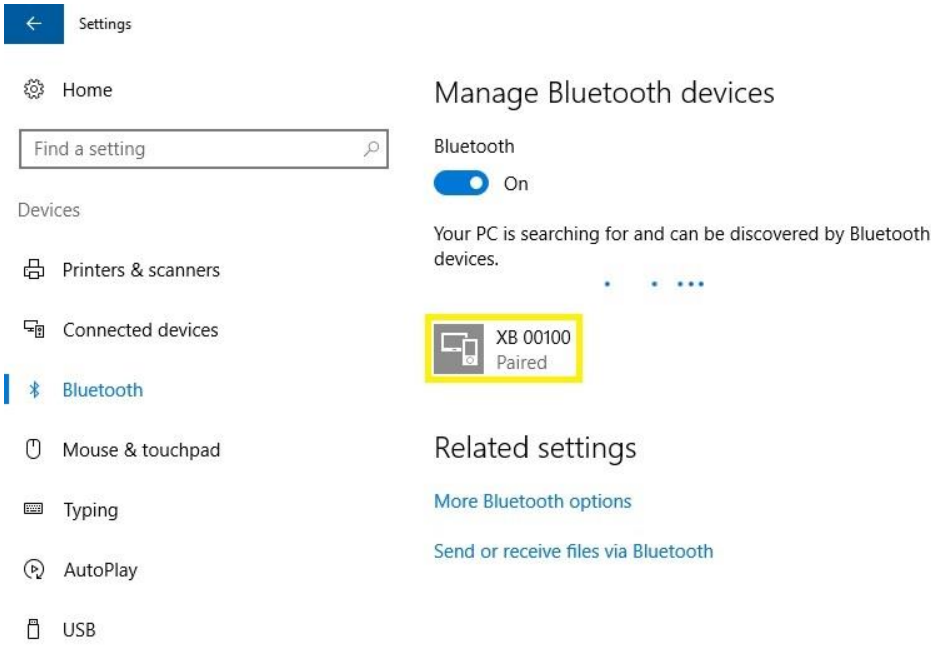 Settings
Home
Find a setting
Devices
Printers & scanners
Connected devices
Bluetooth
Mouse & touchpad
Typing
AutoPlay
USB
Manage Bluetooth devices
Bluetooth
On
Your PC is searching for and can be discovered by Bluetooth
devices.
XB 00100
Paired
Related settings
More Bluetooth options
Send or receive files via Bluetooth